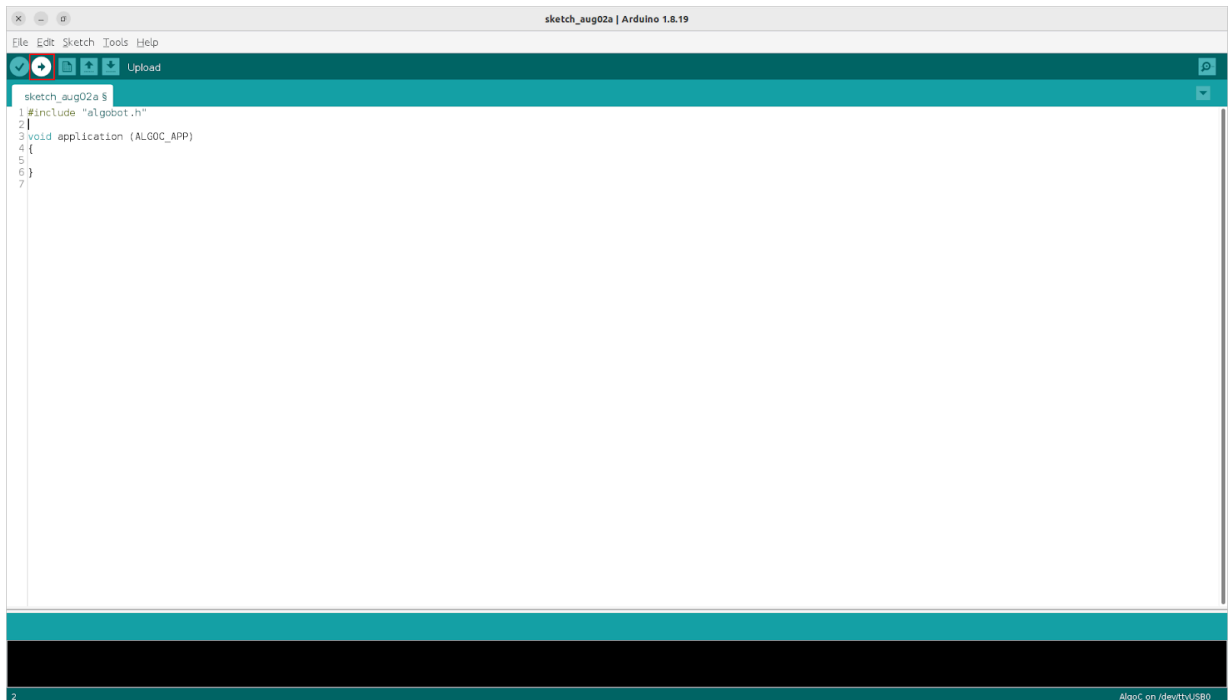 sketch_aug02a | Arduino 1.8.19
File Edit Sketch Tools Help
Upload
sketch_aug02a §
1 #include "algobot.h"
2
3 void application (ALGOC_APP)
4 {
5
6 }
7
2 AlgoC on /dev/ttyUSB0